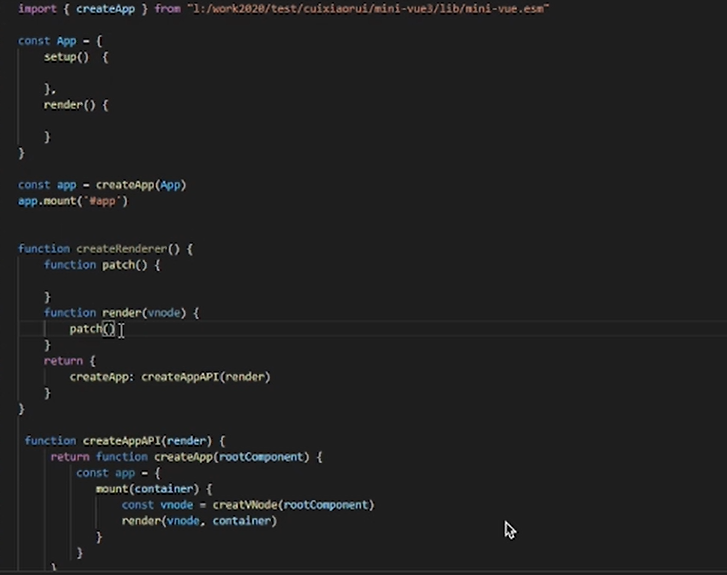 import { createApp } from "l:/work2020/test/cuixiaorui/mini-vue3/lib/mini-vue.esm"
const App = {
setup() {
},
render() {
}
}
const app = createApp(App)
app.mount(`#app`)
function createRenderer() {
function patch() {
}
function render(vnode) {
patch()
}
return {
createApp: createAppAPI(render)
}
}
function createAppAPI(render) {
return function createApp(rootComponent) {
const app = {
mount(container) {
const vnode = creatVNode(rootComponent)
render(vnode, container)
}
}
}